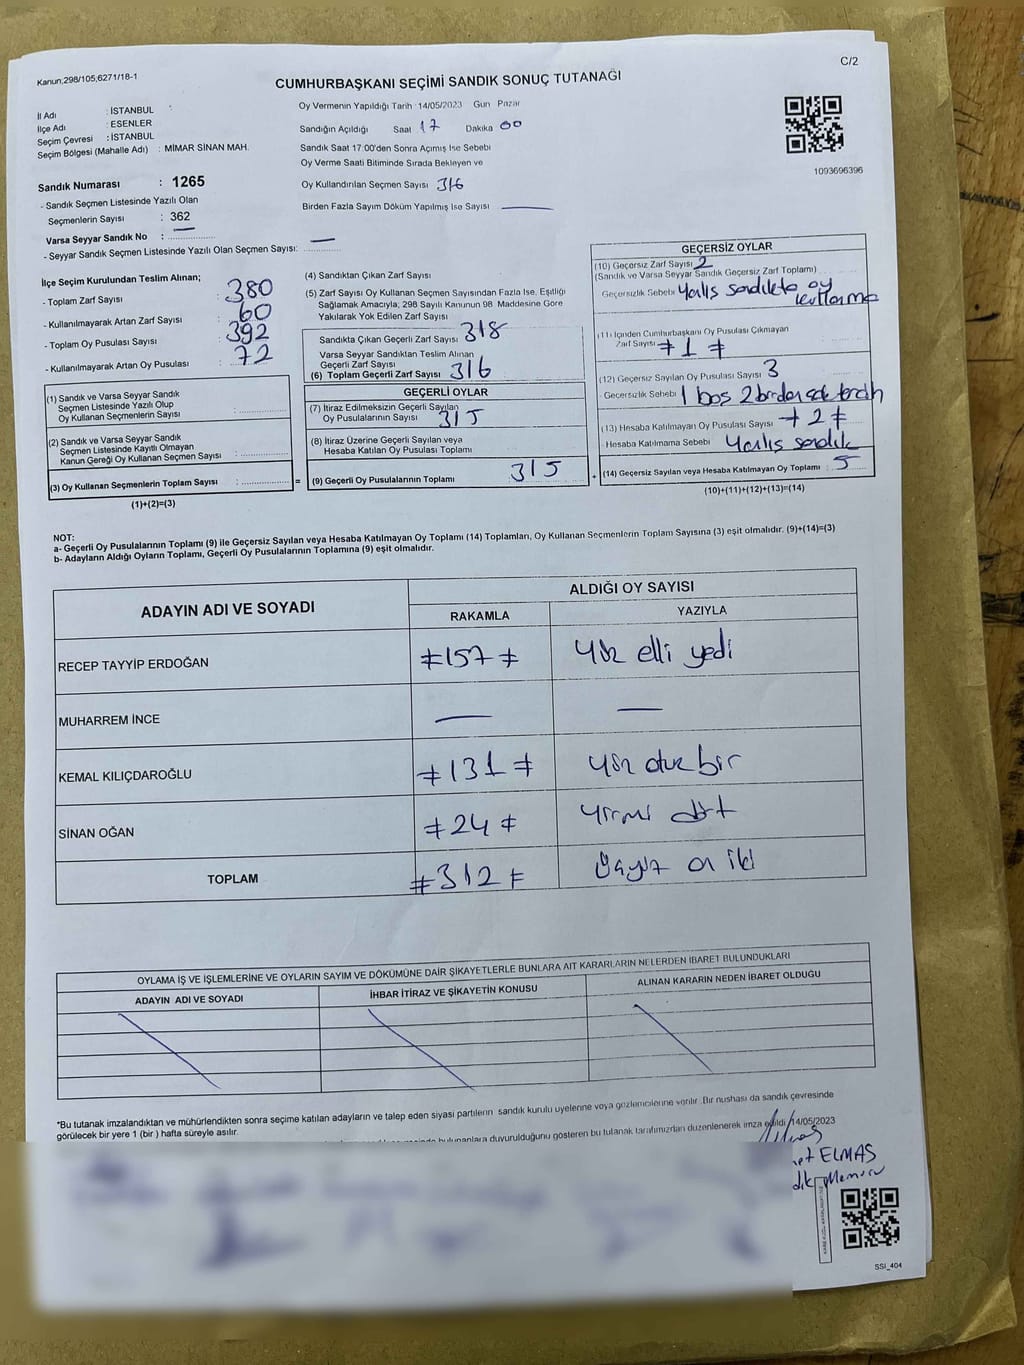 Kanun;298/105;6271/18-1
C/2
CUMHURBAŞKANI SEÇİMİ SANDIK SONUÇ TUTANAĞI
İl Adı : İSTANBUL
İlçe Adı : ESENLER
Seçim Çevresi : İSTANBUL
Seçim Bölgesi (Mahalle Adı) : MİMAR SİNAN MAH.
Sandık Numarası : 1265
- Sandık Seçmen Listesinde Yazılı Olan
Seçmenlerin Sayısı : 362
Varsa Seyyar Sandık No :
- Seyyar Sandık Seçmen Listesinde Yazılı Olan Seçmen Sayısı:
Oy Vermenin Yapıldığı Tarih : 14/05/2023 Gün Pazar
Sandığın Açıldığı Saat 17 Dakika 00
Sandık Saat 17:00'den Sonra Açımış İse Sebebi
Oy Verme Saati Bitiminde Sırada Bekleyen ve
Oy Kullandırılan Seçmen Sayısı 316
Birden Fazla Sayım Döküm Yapılmış İse Sayısı
1093696396
İlçe Seçim Kurulundan Teslim Alınan;
- Toplam Zarf Sayısı : 380
- Kullanılmayarak Artan Zarf Sayısı : 60
- Toplam Oy Pusulası Sayısı : 392
- Kullanılmayarak Artan Oy Pusulası : 72
(1) Sandık ve Varsa Seyyar Sandık
Seçmen Listesinde Yazılı Olup
Oy Kullanan Seçmenlerin Sayısı :
(2) Sandık ve Varsa Seyyar Sandık
Seçmen Listesinde Kayıtlı Olmayan
Kanun Gereği Oy Kullanan Seçmen Sayısı :
(3) Oy Kullanan Seçmenlerin Toplam Sayısı : =
(1)+(2)=(3)
(4) Sandıktan Çıkan Zarf Sayısı
(5) Zarf Sayısı Oy Kullanan Seçmen Sayısından Fazla İse, Eşitliği
Sağlamak Amacıyla, 298 Sayılı Kanunun 98. Maddesine Göre
Yakılarak Yok Edilen Zarf Sayısı
Sandıkta Çıkan Geçerli Zarf Sayısı 318
Varsa Seyyar Sandıktan Teslim Alınan
Geçerli Zarf Sayısı
(6) Toplam Geçerli Zarf Sayısı 316
GEÇERLİ OYLAR
(7) İtiraz Edilmeksizin Geçerli Sayılan
Oy Pusulasının Sayısı 315
(8) İtiraz Üzerine Geçerli Sayılan veya
Hesaba Katılan Oy Pusulası Toplamı
(9) Geçerli Oy Pusulalarının Toplamı 315 +
GEÇERSİZ OYLAR
(10) Geçersiz Zarf Sayısı 2
(Sandık ve Varsa Seyyar Sandık Geçersiz Zarf Toplamı)
Geçersizlik Sebebi Yanlış sandıkta oy
kullanma
(11) İçinden Cumhurbaşkanı Oy Pusulası Çıkmayan
Zarf Sayısı ≠ 1 ≠
(12) Geçersiz Sayılan Oy Pusulası Sayısı 3
Geçersizlik Sebebi 1 boş 2 birden çok tercih
(13) Hesaba Katılmayan Oy Pusulası Sayısı ≠ 2 ≠
Hesaba Katılmama Sebebi Yanlış sandık
(14) Geçersiz Sayılan veya Hesaba Katılmayan Oy Toplamı : 5
(10)+(11)+(12)+(13)=(14)
NOT:
a- Geçerli Oy Pusulalarının Toplamı (9) ile Geçersiz Sayılan veya Hesaba Katılmayan Oy Toplamı (14) Toplamları, Oy Kullanan Seçmenlerin Toplam Sayısına (3) eşit olmalıdır. (9)+(14)=(3)
b- Adayların Aldığı Oyların Toplamı, Geçerli Oy Pusulalarının Toplamına (9) eşit olmalıdır.
ADAYIN ADI VE SOYADI
ALDIĞI OY SAYISI
RAKAMLA YAZIYLA
RECEP TAYYİP ERDOĞAN ≠157≠ Yüz elli yedi
MUHARREM İNCE
KEMAL KILIÇDAROĞLU ≠131≠ Yüz otuz bir
SİNAN OĞAN ≠24≠ Yirmi dört
TOPLAM ≠312≠ Üçyüz on iki
OYLAMA İŞ VE İŞLEMLERİNE VE OYLARIN SAYIM VE DÖKÜMÜNE DAİR ŞİKAYETLERLE BUNLARA AİT KARARLARIN NELERDEN İBARET BULUNDUKLARI
ADAYIN ADI VE SOYADI İHBAR İTİRAZ VE ŞİKAYETİN KONUSU ALINAN KARARIN NEDEN İBARET OLDUĞU
*Bu tutanak imzalandıktan ve mühürlendikten sonra seçime katılan adayların ve talep eden siyasi partilerin sandık kurulu üyelerine veya gözlemcilerine verilir. Bir nüshası da sandık çevresinde
görülecek bir yere 1 (bir) hafta süreyle asılır.
bulunanlara duyurulduğunu gösteren bu tutanak tarafımızdan düzenlenerek imza edildi 14/05/2023
ELMAS
Memuru
SSI_404